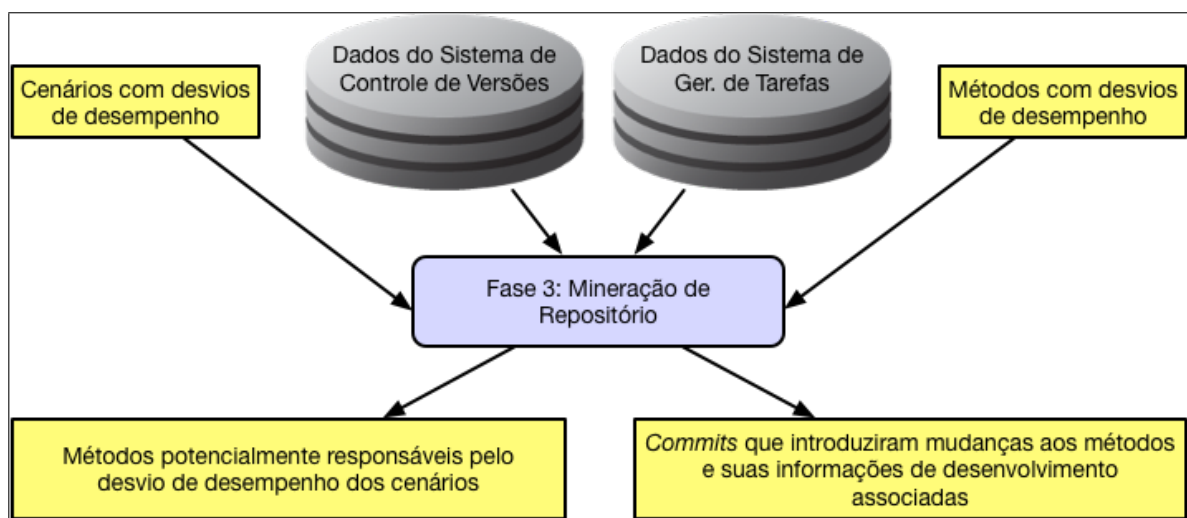 Dados do Sistema de
Controle de Versões
Dados do Sistema de
Ger. de Tarefas
Cenários com desvios
de desempenho
Métodos com desvios
de desempenho
Fase 3: Mineração de
Repositório
Métodos potencialmente responsáveis pelo
desvio de desempenho dos cenários
Commits que introduziram mudanças aos métodos
e suas informações de desenvolvimento
associadas